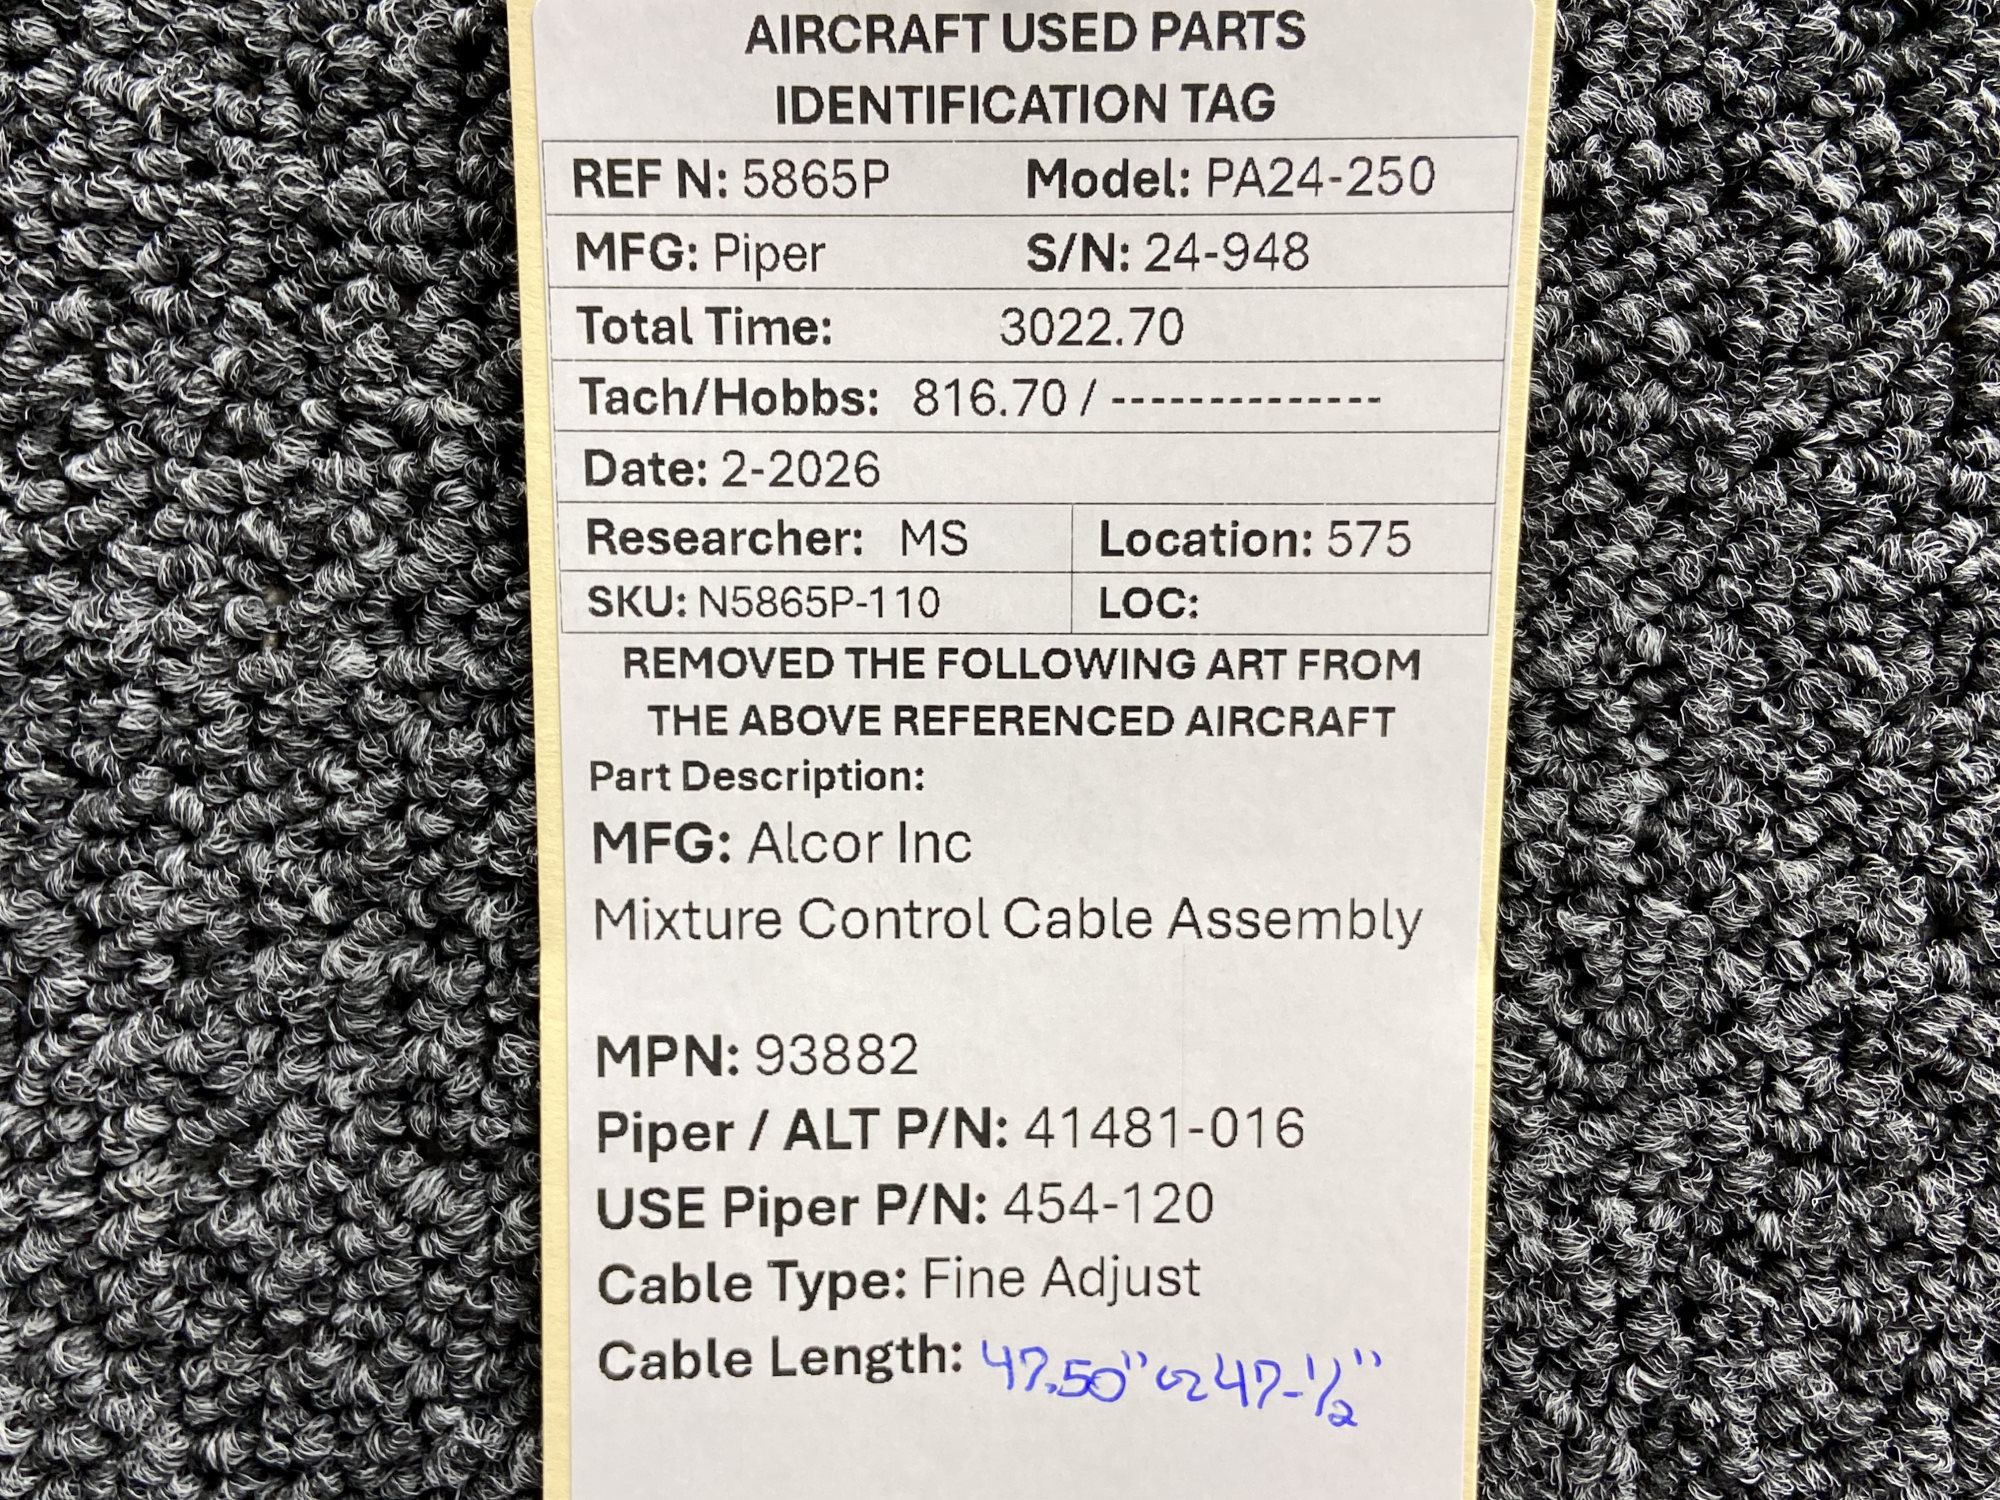 AIRCRAFT USED PARTS
IDENTIFICATION TAG
REF N: 5865P Model: PA24-250
MFG: Piper S/N: 24-948
Total Time: 3022.70
Tach/Hobbs: 816.70 / --------------
Date: 2-2026
Researcher: MS Location: 575
SKU: N5865P-110 LOC:
REMOVED THE FOLLOWING ART FROM
THE ABOVE REFERENCED AIRCRAFT
Part Description:
MFG: Alcor Inc
Mixture Control Cable Assembly
MPN: 93882
Piper / ALT P/N: 41481-016
USE Piper P/N: 454-120
Cable Type: Fine Adjust
Cable Length: 47.50" or 47-1/2"